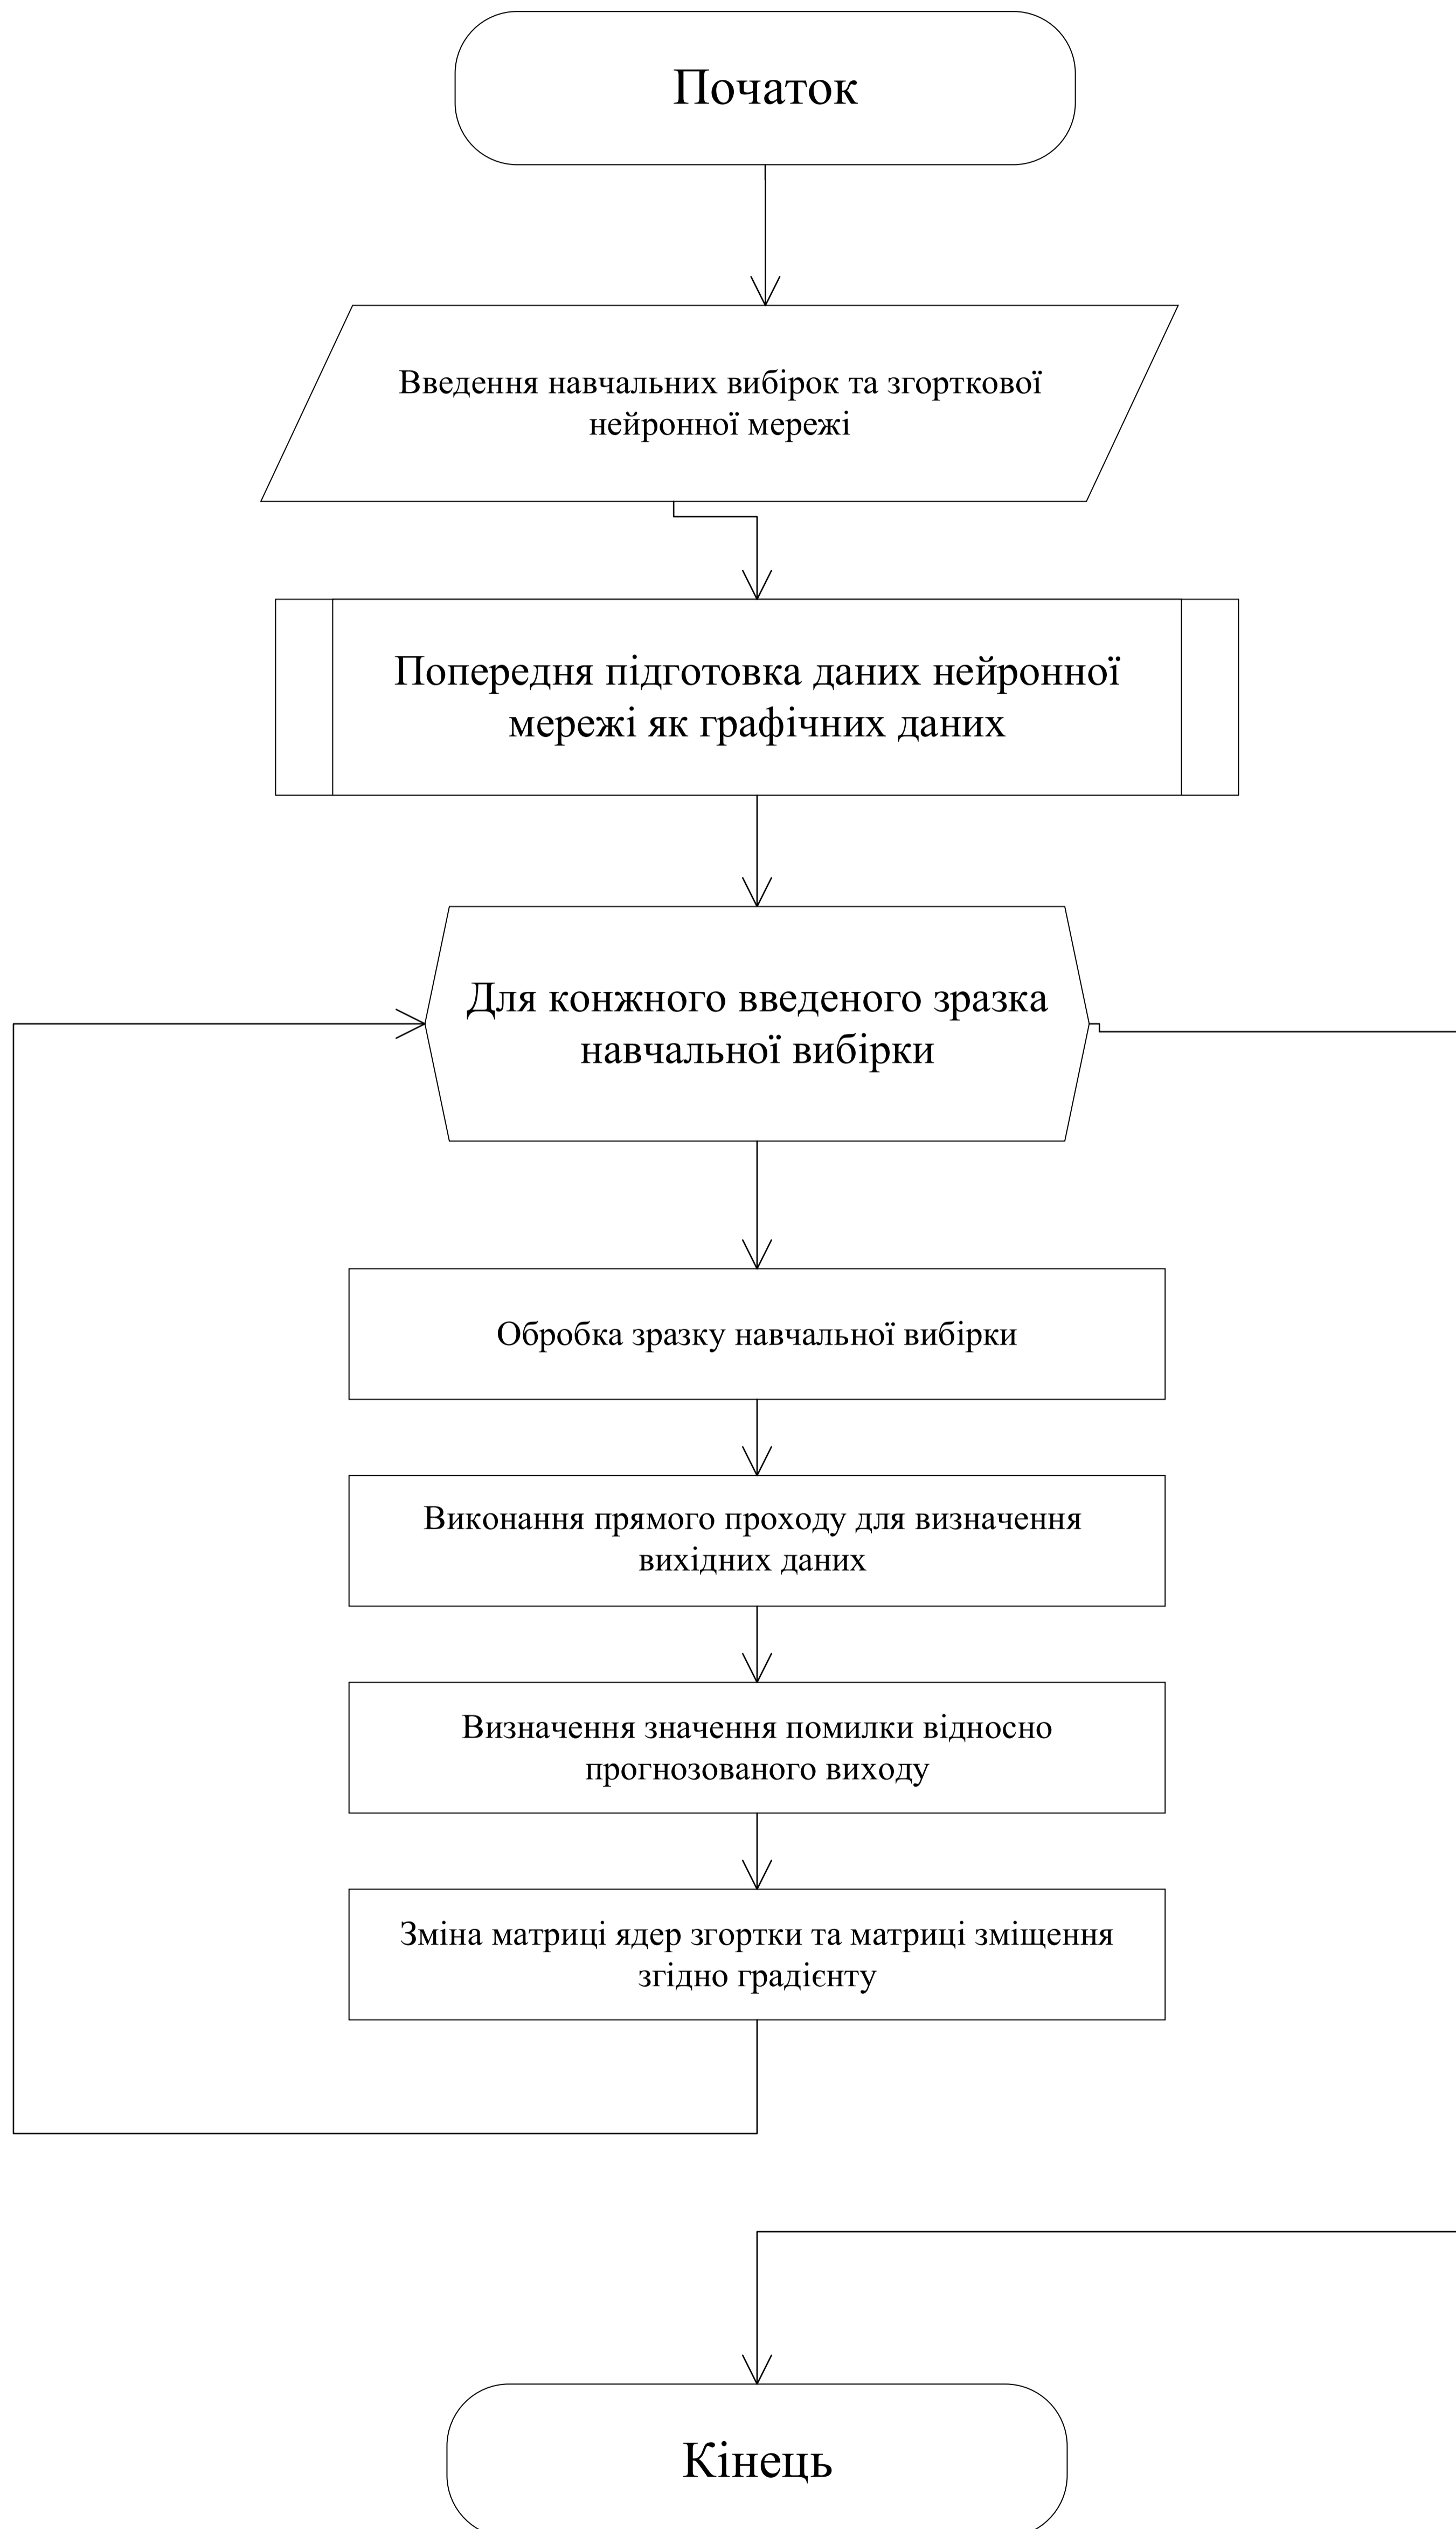 Початок
Введення навчальних вибірок та згорткової
нейронної мережі
Попередня підготовка даних нейронної
мережі як графічних даних
Для конжного введеного зразка
навчальної вибірки
Обробка зразку навчальної вибірки
Виконання прямого проходу для визначення
вихідних даних
Визначення значення помилки відносно
прогнозованого виходу
Зміна матриці ядер згортки та матриці зміщення
згідно градієнту
Кінець